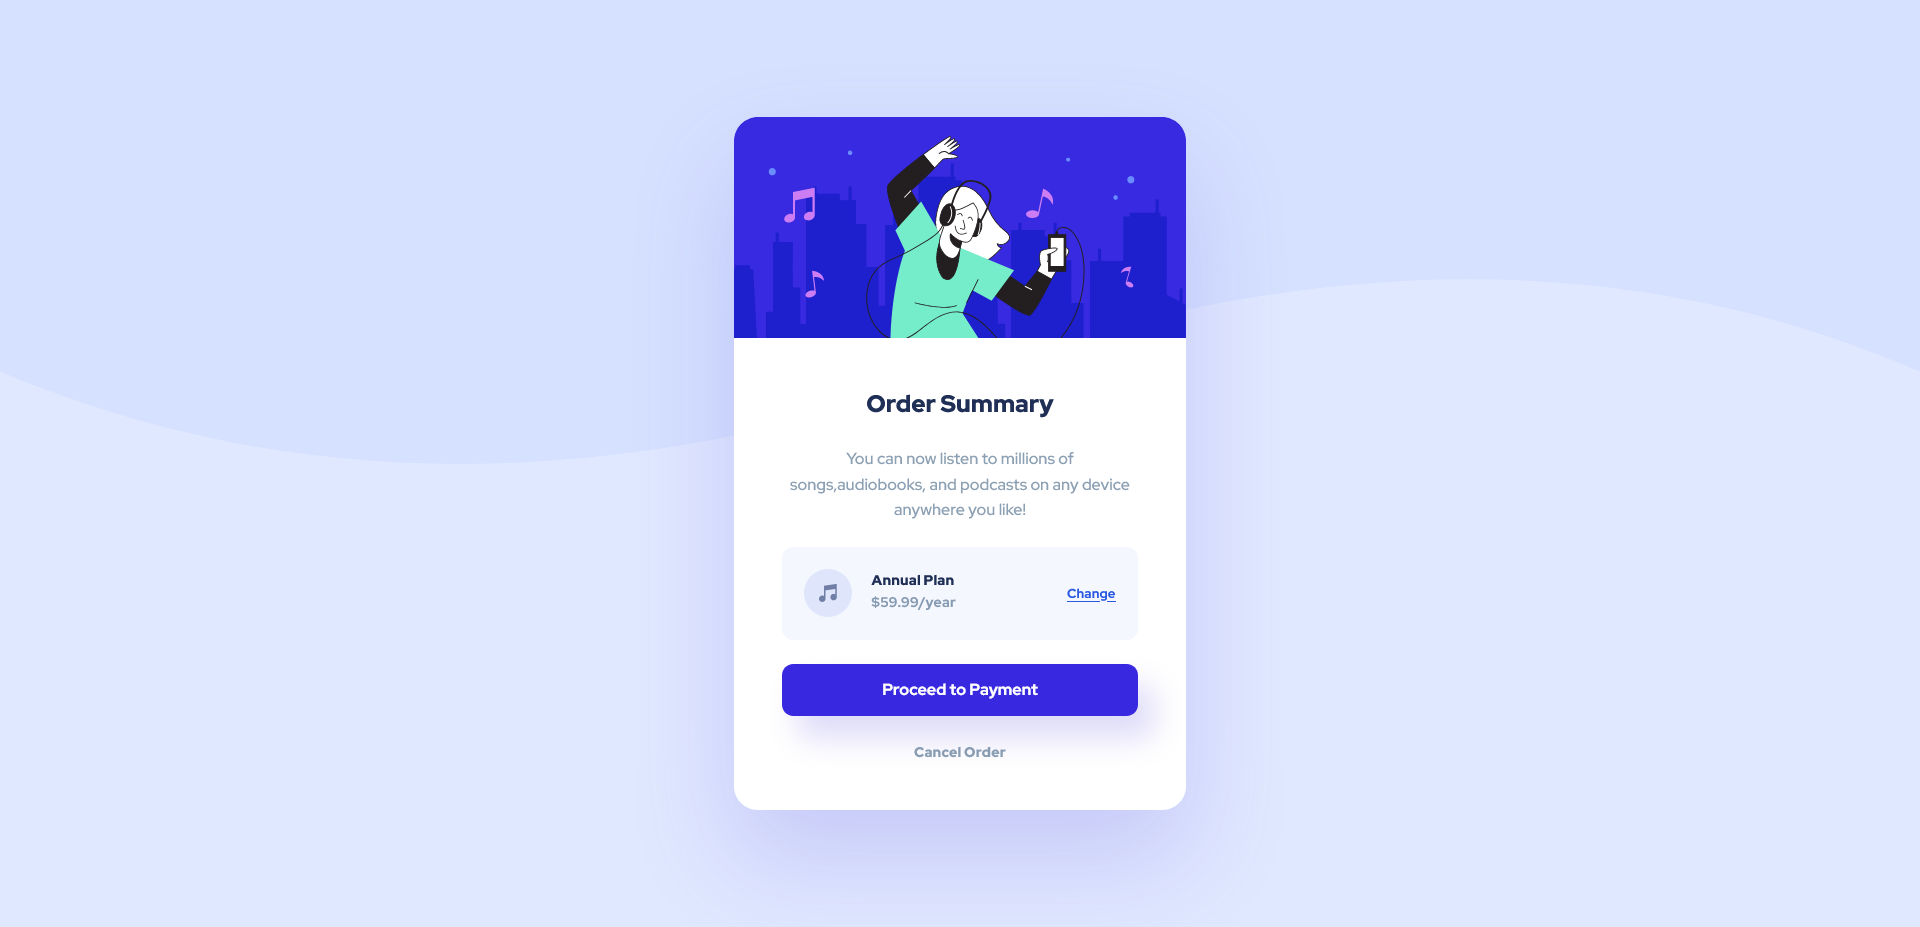 Order Summary
You can now listen to millions of
songs,audiobooks, and podcasts on any device
anywhere you like!
Annual Plan
$59.99/year
Change
Proceed to Payment
Cancel Order